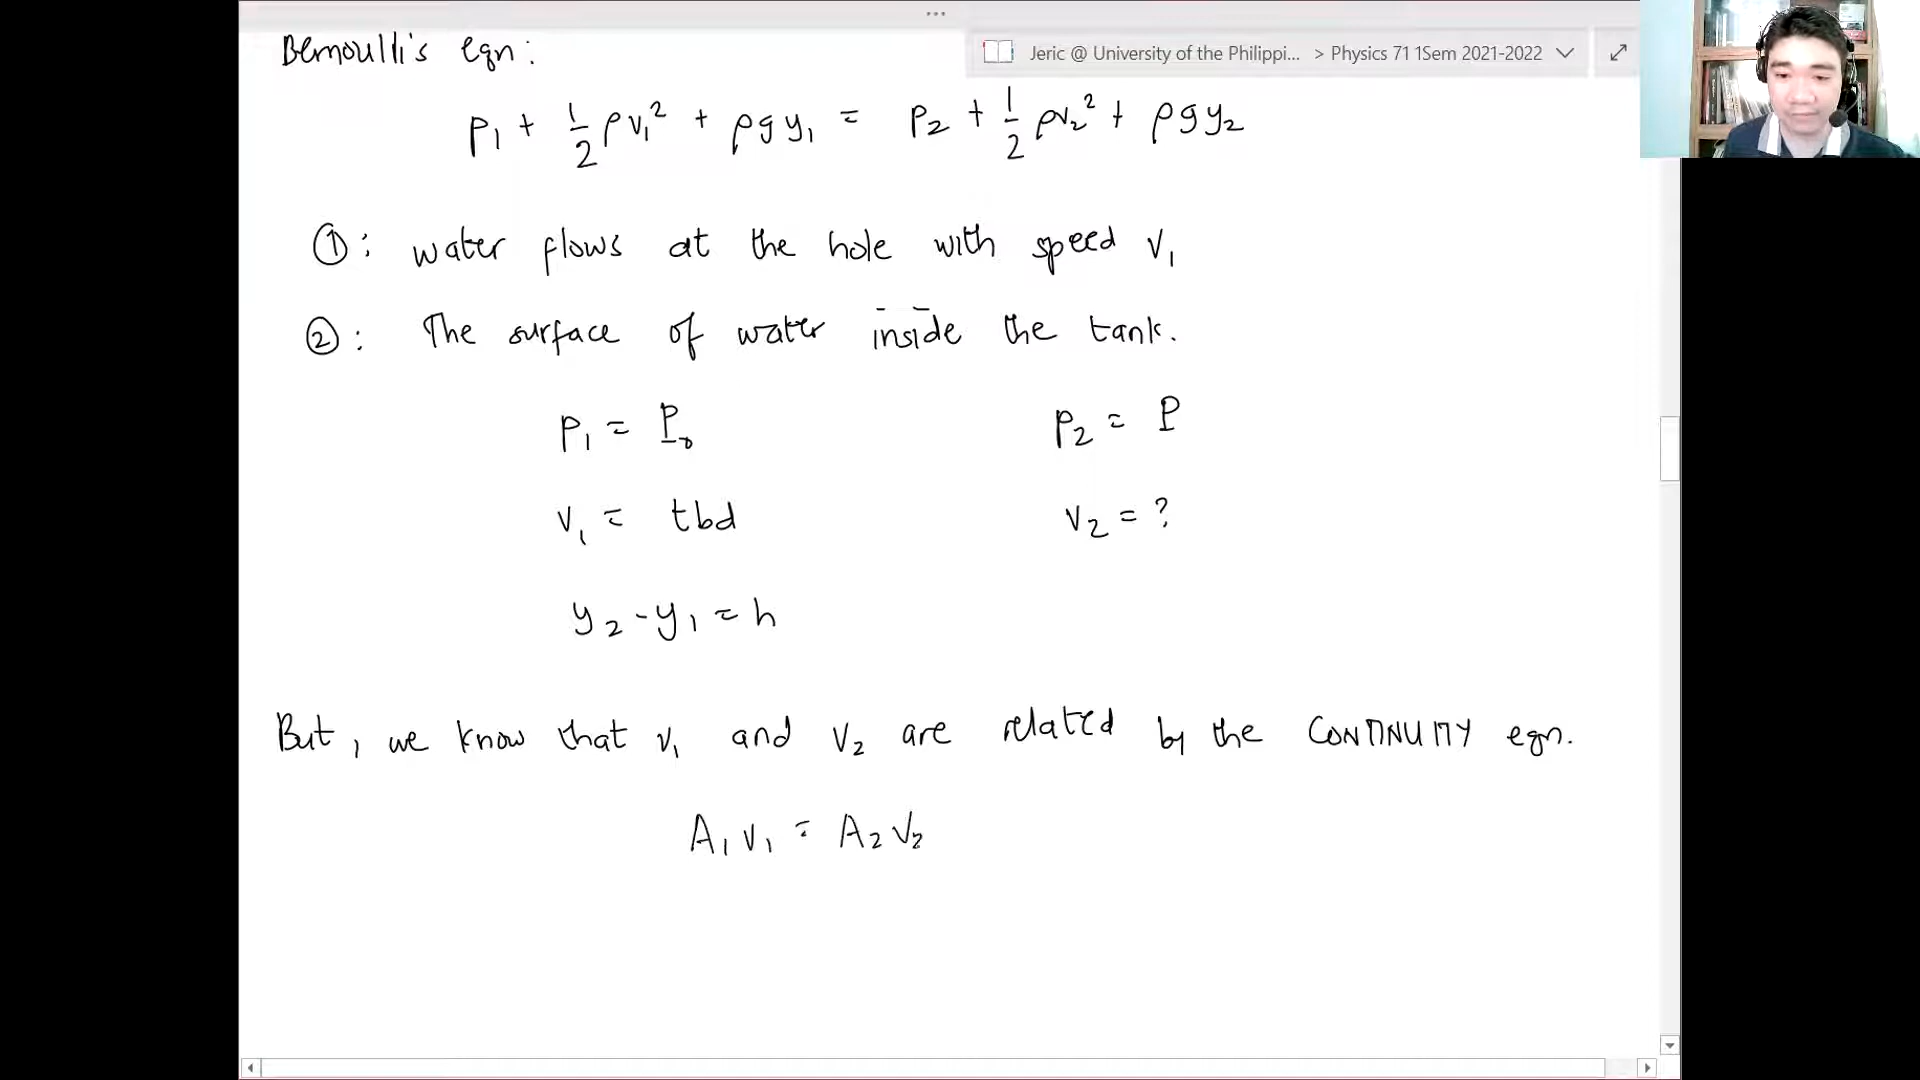 Bernoulli's eqn:
Jeric @ University of the Philippi... > Physics 71 1Sem 2021-2022
p₁ + 1/2 ρv₁² + ρgy₁ = p₂ + 1/2 ρv₂² + ρgy₂
①: water flows at the hole with speed v₁
②: The surface of water inside the tank.
p₁ = P₀ p₂ = P
v₁ = tbd v₂ = ?
y₂ - y₁ = h
But, we know that v₁ and v₂ are related by the CONTINUITY eqn.
A₁v₁ = A₂v₂